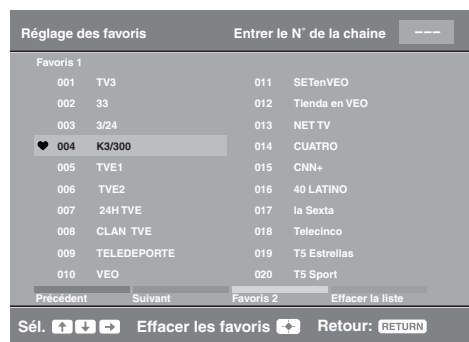 Réglage des favoris Entrer le N° de la chaine ---
Favoris 1
001 TV3 011 SETenVEO
002 33 012 Tienda en VEO
003 3/24 013 NET TV
004 K3/300 014 CUATRO
005 TVE1 015 CNN+
006 TVE2 016 40 LATINO
007 24H TVE 017 la Sexta
008 CLAN TVE 018 Telecinco
009 TELEDEPORTE 019 T5 Estrellas
010 VEO 020 T5 Sport
Précédent Suivant Favoris 2 Effacer la liste
Sél. Effacer les favoris Retour: RETURN